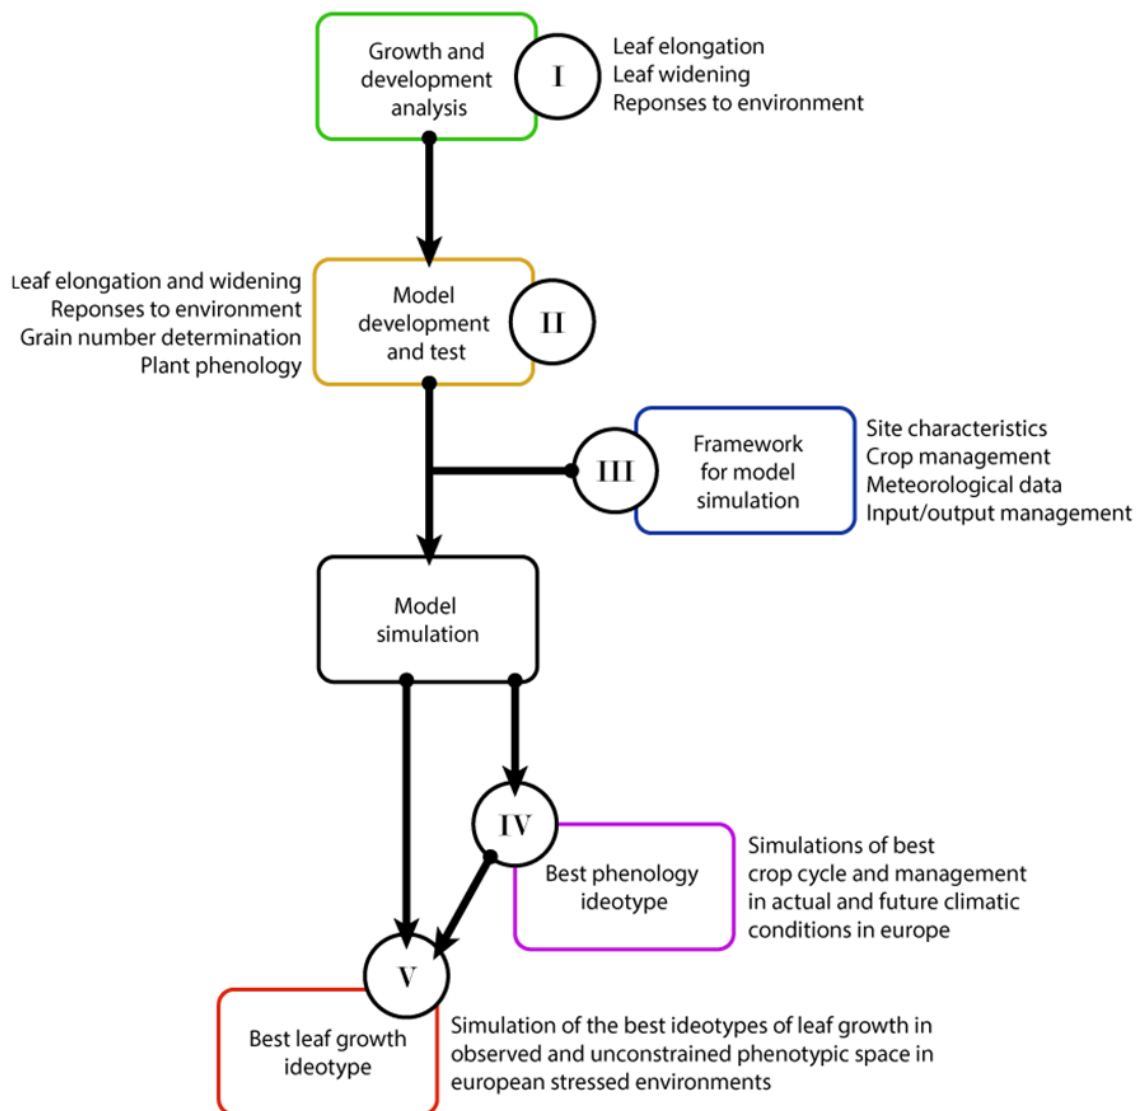 Growth and
development
analysis
I
Leaf elongation
Leaf widening
Reponses to environment
Leaf elongation and widening
Reponses to environment
Grain number determination
Plant phenology
Model
development
and test
II
III
Framework
for model
simulation
Site characteristics
Crop management
Meteorological data
Input/output management
Model
simulation
IV
Best phenology
ideotype
Simulations of best
crop cycle and management
in actual and future climatic
conditions in europe
V
Best leaf growth
ideotype
Simulation of the best ideotypes of leaf growth in
observed and unconstrained phenotypic space in
european stressed environments